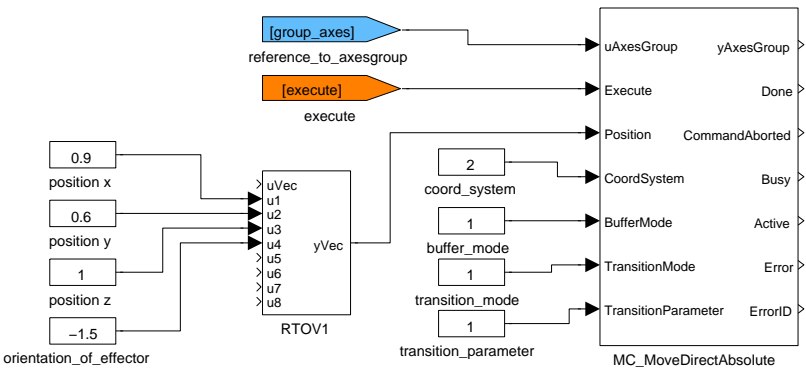 [group_axes]
reference_to_axesgroup
[execute]
execute
0.9
position x
0.6
position y
1
position z
−1.5
orientation_of_effector
uVec
u1
u2
u3
u4
u5
u6
u7
u8
yVec
RTOV1
2
coord_system
1
buffer_mode
1
transition_mode
1
transition_parameter
uAxesGroup
Execute
Position
CoordSystem
BufferMode
TransitionMode
TransitionParameter
yAxesGroup
Done
CommandAborted
Busy
Active
Error
ErrorID
MC_MoveDirectAbsolute